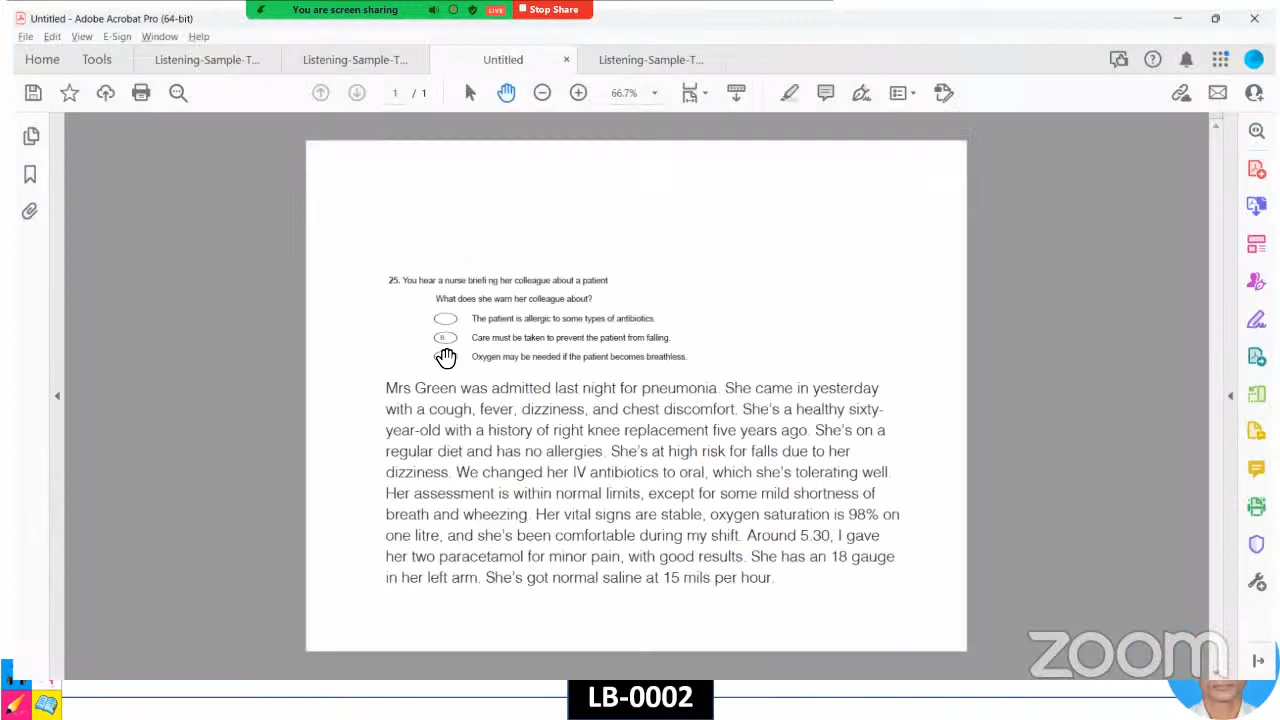 You are screen sharing
LIVE
Stop Share
Untitled - Adobe Acrobat Pro (64-bit)
File Edit View E-Sign Window Help
Home Tools Listening-Sample-T... Listening-Sample-T... Untitled × Listening-Sample-T...
1 / 1 66.7%
25. You hear a nurse briefi ng her colleague about a patient
What does she warn her colleague about?
The patient is allergic to some types of antibiotics.
B Care must be taken to prevent the patient from falling.
Oxygen may be needed if the patient becomes breathless.
Mrs Green was admitted last night for pneumonia. She came in yesterday
with a cough, fever, dizziness, and chest discomfort. She's a healthy sixty-
year-old with a history of right knee replacement five years ago. She's on a
regular diet and has no allergies. She's at high risk for falls due to her
dizziness. We changed her IV antibiotics to oral, which she's tolerating well.
Her assessment is within normal limits, except for some mild shortness of
breath and wheezing. Her vital signs are stable, oxygen saturation is 98% on
one litre, and she's been comfortable during my shift. Around 5.30, I gave
her two paracetamol for minor pain, with good results. She has an 18 gauge
in her left arm. She's got normal saline at 15 mils per hour.
zoom
LB-0002